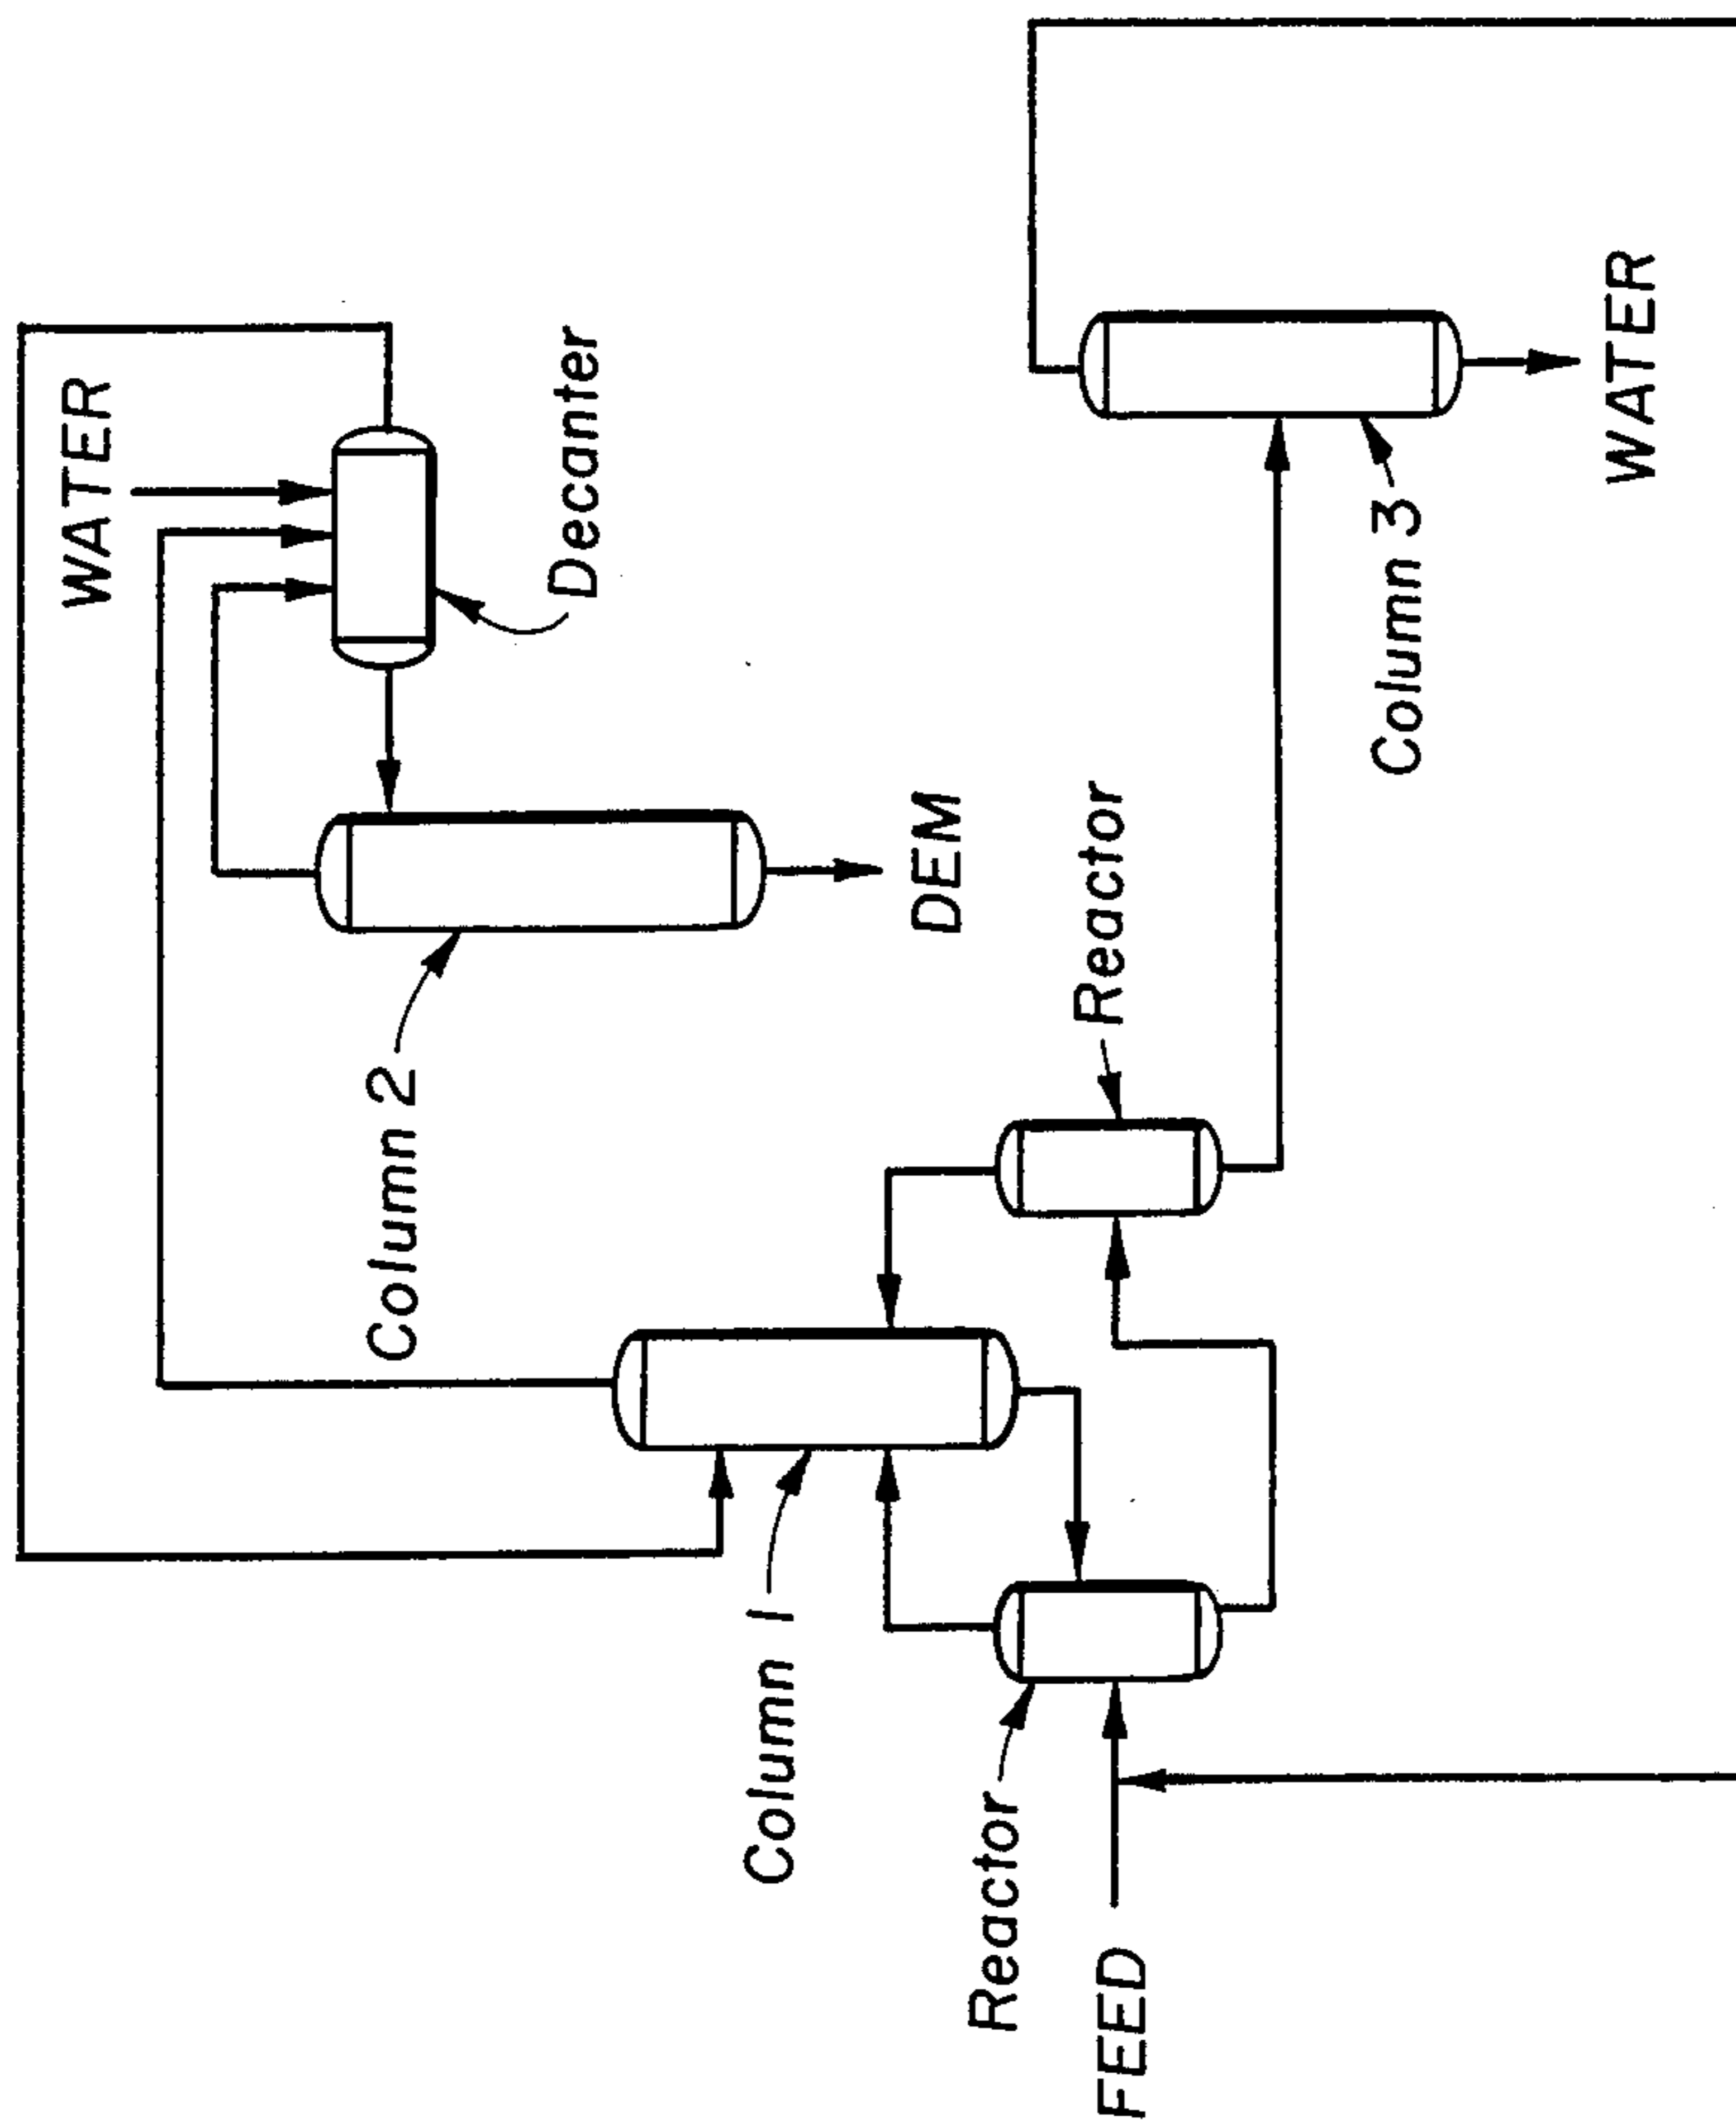 WATER
Decanter
Column 2
DEM
Reactor
Column 3
WATER
Column 1
Reactor
FEED